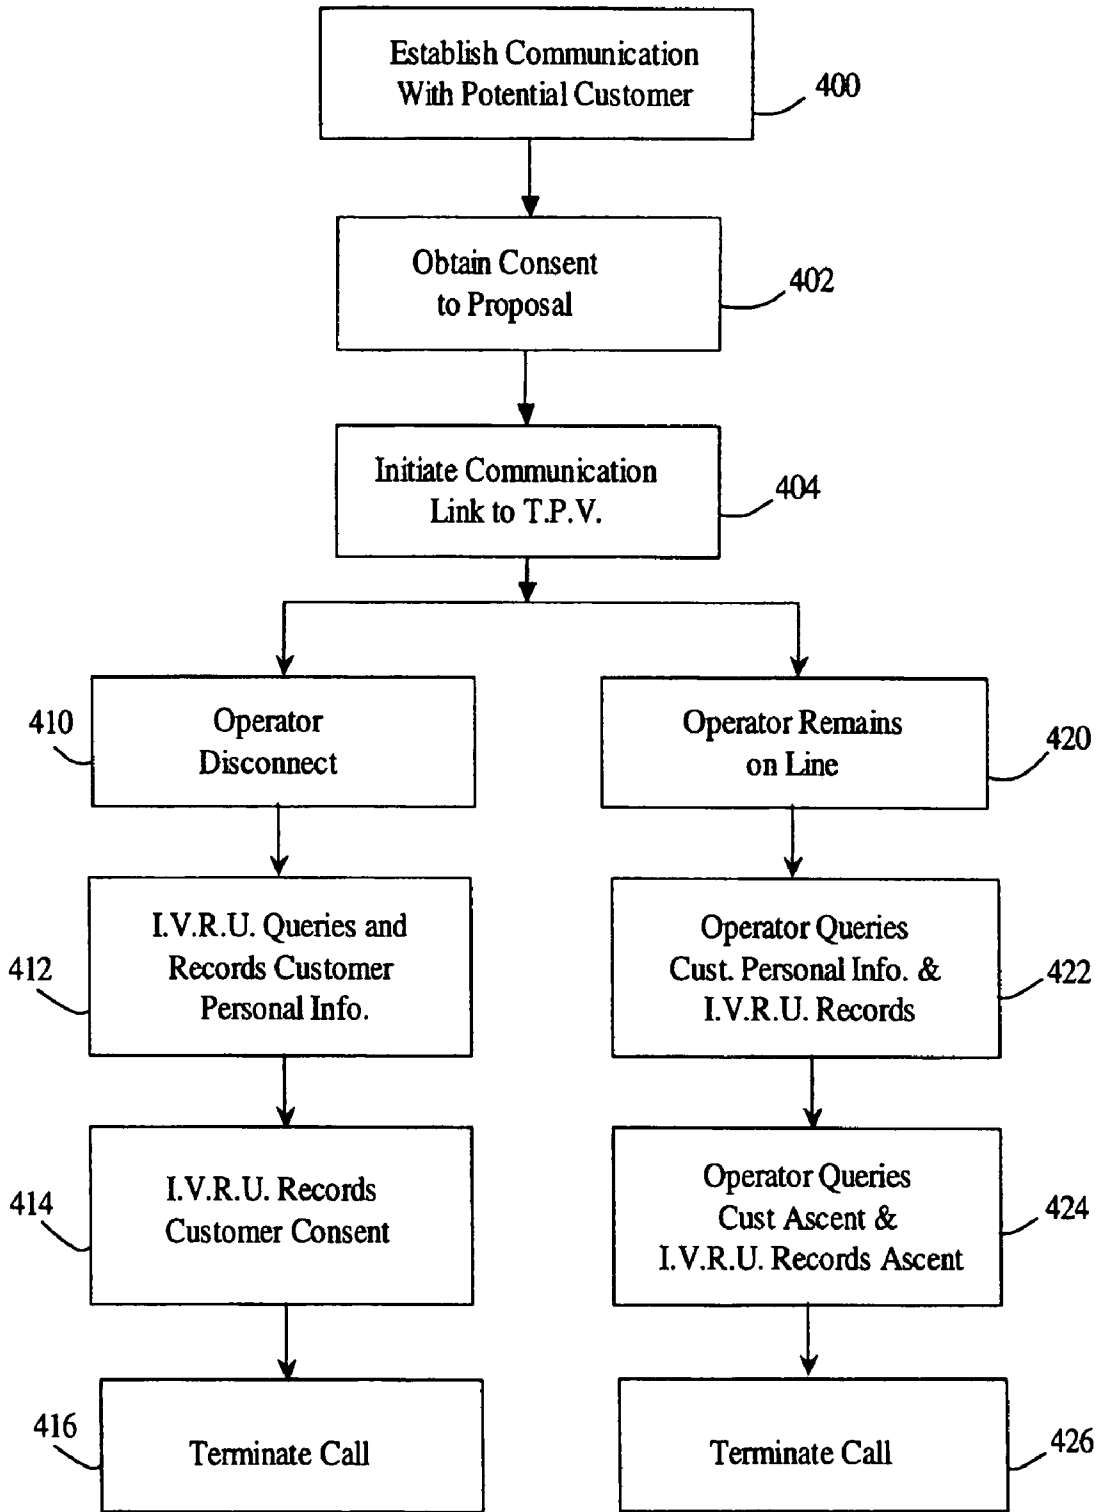 Establish Communication
With Potential Customer
400
Obtain Consent
to Proposal
402
Initiate Communication
Link to T.P.V.
404
410
Operator
Disconnect
Operator Remains
on Line
420
412
I.V.R.U. Queries and
Records Customer
Personal Info.
Operator Queries
Cust. Personal Info. &
I.V.R.U. Records
422
414
I.V.R.U. Records
Customer Consent
Operator Queries
Cust Ascent &
I.V.R.U. Records Ascent
424
416
Terminate Call
Terminate Call
426